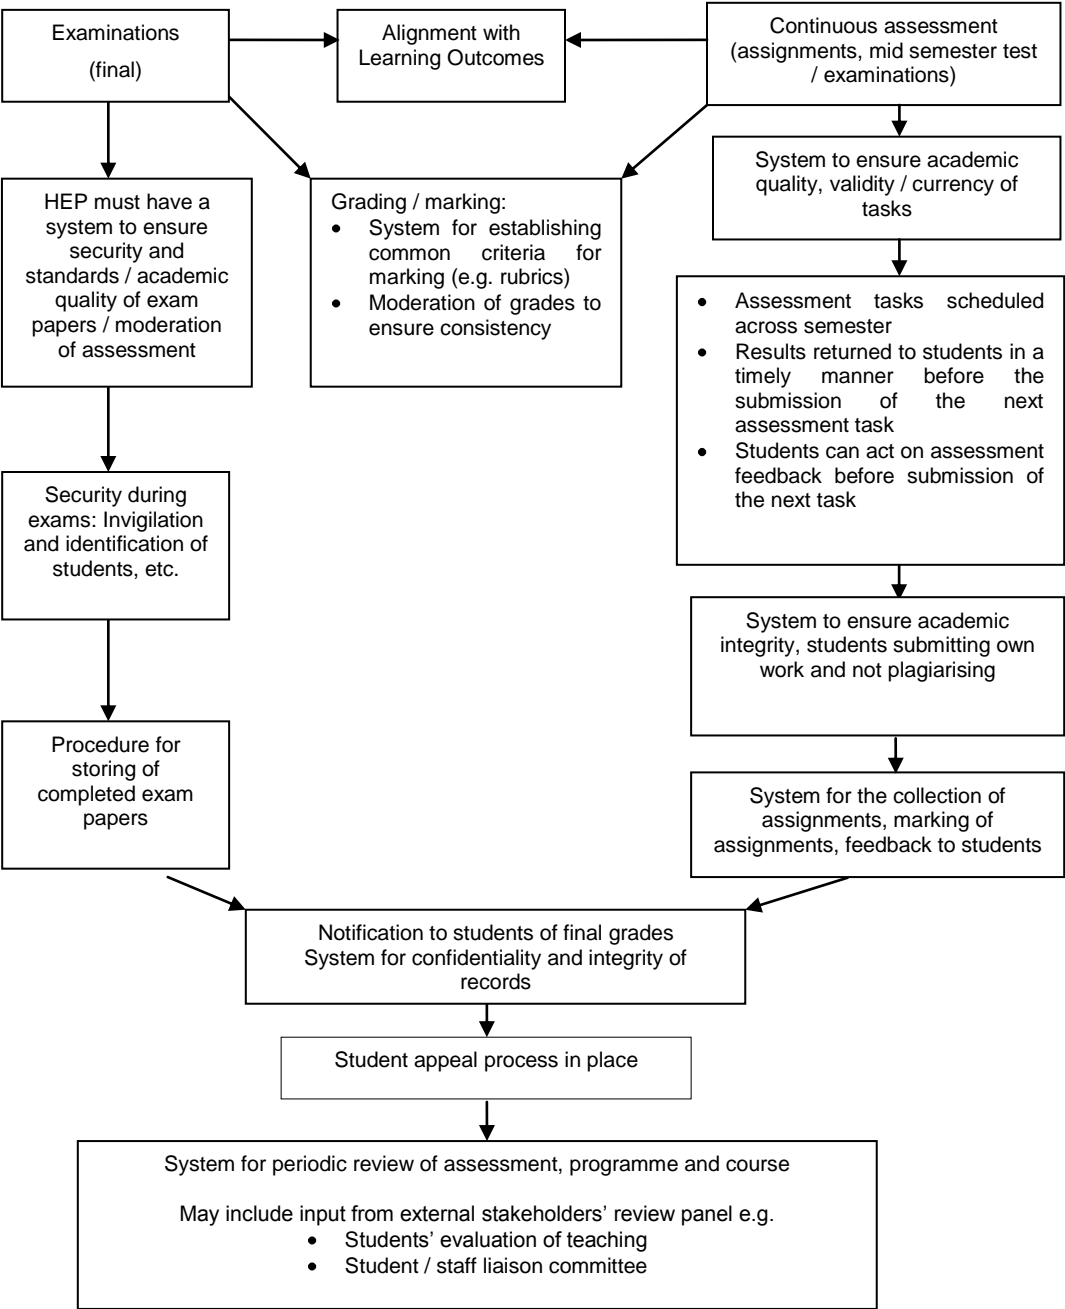 Examinations
(final)
Alignment with
Learning Outcomes
Continuous assessment
(assignments, mid semester test
/ examinations)
HEP must have a
system to ensure
security and
standards / academic
quality of exam
papers / moderation
of assessment
Grading / marking:
• System for establishing
common criteria for
marking (e.g. rubrics)
• Moderation of grades to
ensure consistency
System to ensure academic
quality, validity / currency of
tasks
• Assessment tasks scheduled
across semester
• Results returned to students in a
timely manner before the
submission of the next
assessment task
• Students can act on assessment
feedback before submission of
the next task
Security during
exams: Invigilation
and identification of
students, etc.
System to ensure academic
integrity, students submitting own
work and not plagiarising
Procedure for
storing of
completed exam
papers
System for the collection of
assignments, marking of
assignments, feedback to students
Notification to students of final grades
System for confidentiality and integrity of
records
Student appeal process in place
System for periodic review of assessment, programme and course
May include input from external stakeholders’ review panel e.g.
• Students’ evaluation of teaching
• Student / staff liaison committee